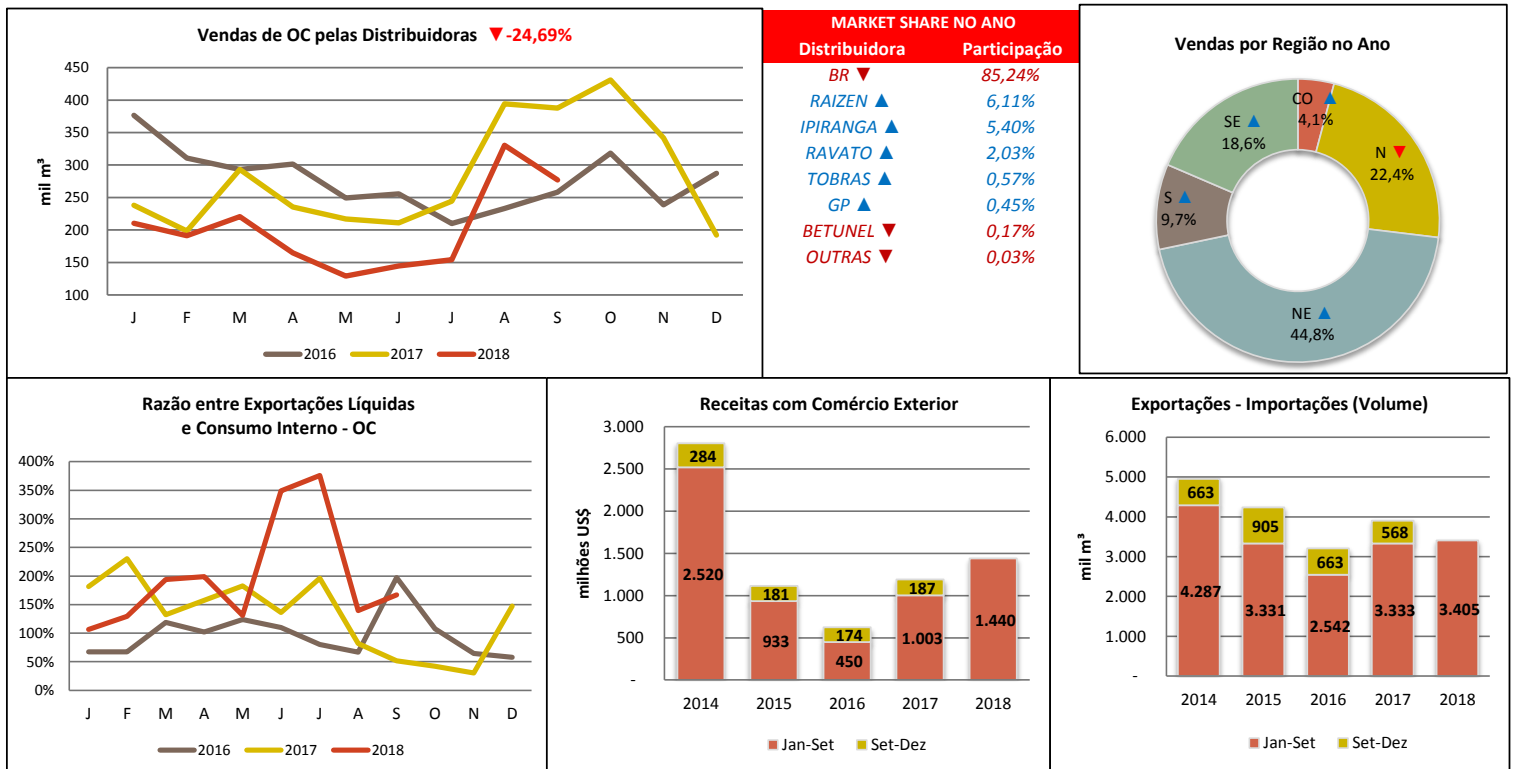 Vendas de OC pelas Distribuidoras ▼-24,69%
450
400
350
300
250
200
150
100
mil m³
J F M A M J J A S O N D
2016 2017 2018
MARKET SHARE NO ANO
Distribuidora Participação
BR ▼ 85,24%
RAIZEN ▲ 6,11%
IPIRANGA ▲ 5,40%
RAVATO ▲ 2,03%
TOBRAS ▲ 0,57%
GP ▲ 0,45%
BETUNEL ▼ 0,17%
OUTRAS ▼ 0,03%
Vendas por Região no Ano
CO ▲
4,1%
N ▼
22,4%
NE ▲
44,8%
S ▲
9,7%
SE ▲
18,6%
Razão entre Exportações Líquidas
e Consumo Interno - OC
400%
350%
300%
250%
200%
150%
100%
50%
0%
J F M A M J J A S O N D
2016 2017 2018
Receitas com Comércio Exterior
3.000
2.500
2.000
1.500
1.000
500
-
milhões US$
284
2.520
181
933
174
450
187
1.003
1.440
2014 2015 2016 2017 2018
Jan-Set Set-Dez
Exportações - Importações (Volume)
6.000
5.000
4.000
3.000
2.000
1.000
-
mil m³
663
4.287
905
3.331
663
2.542
568
3.333
3.405
2014 2015 2016 2017 2018
Jan-Set Set-Dez